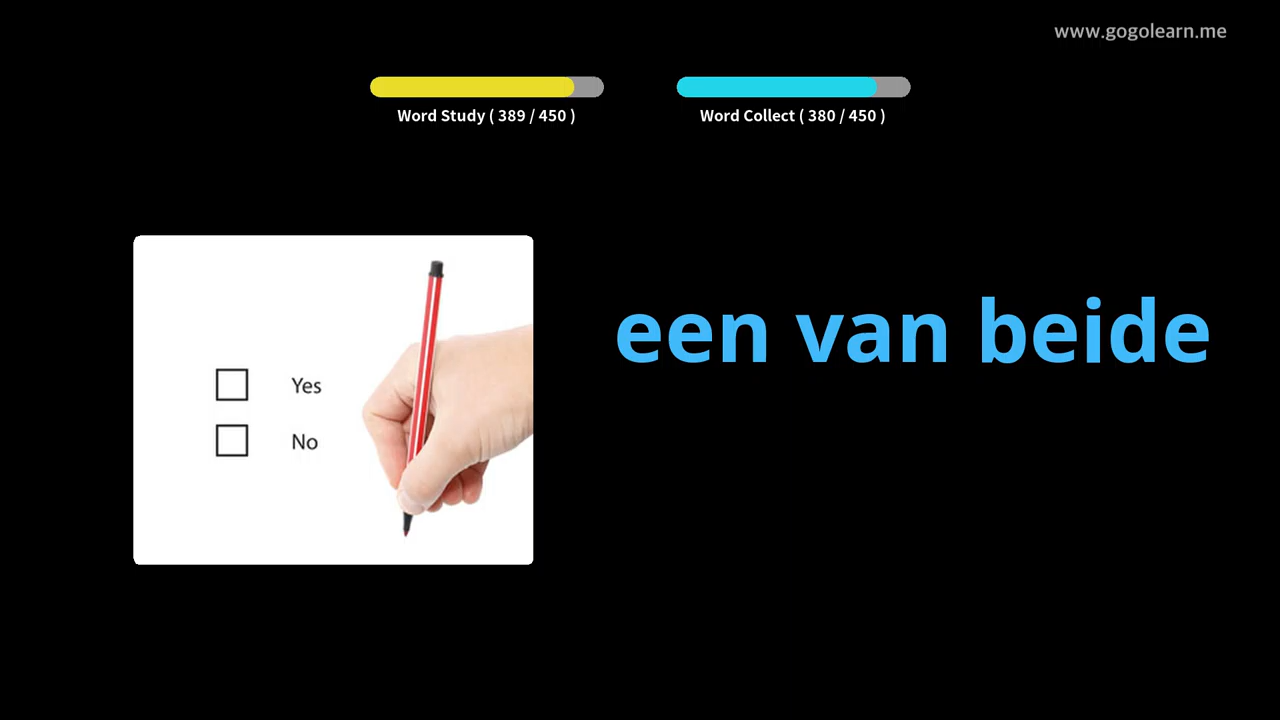 www.gogolearn.me
Word Study ( 389 / 450 )
Word Collect ( 380 / 450 )
een van beide
Yes
No